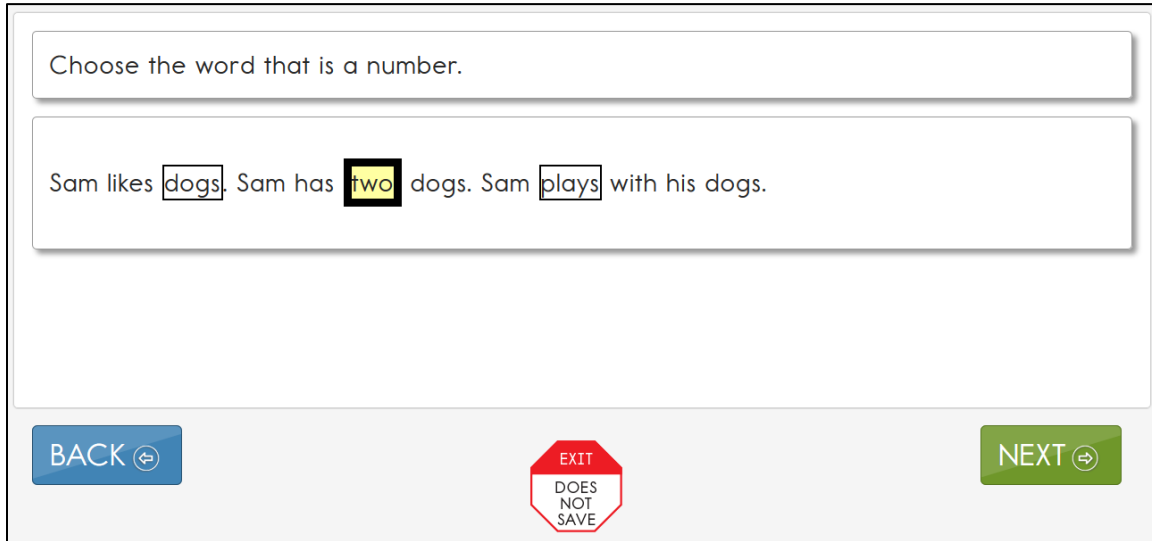 Choose the word that is a number.
Sam likes dogs. Sam has two dogs. Sam plays with his dogs.
BACK
EXIT
DOES
NOT
SAVE
NEXT